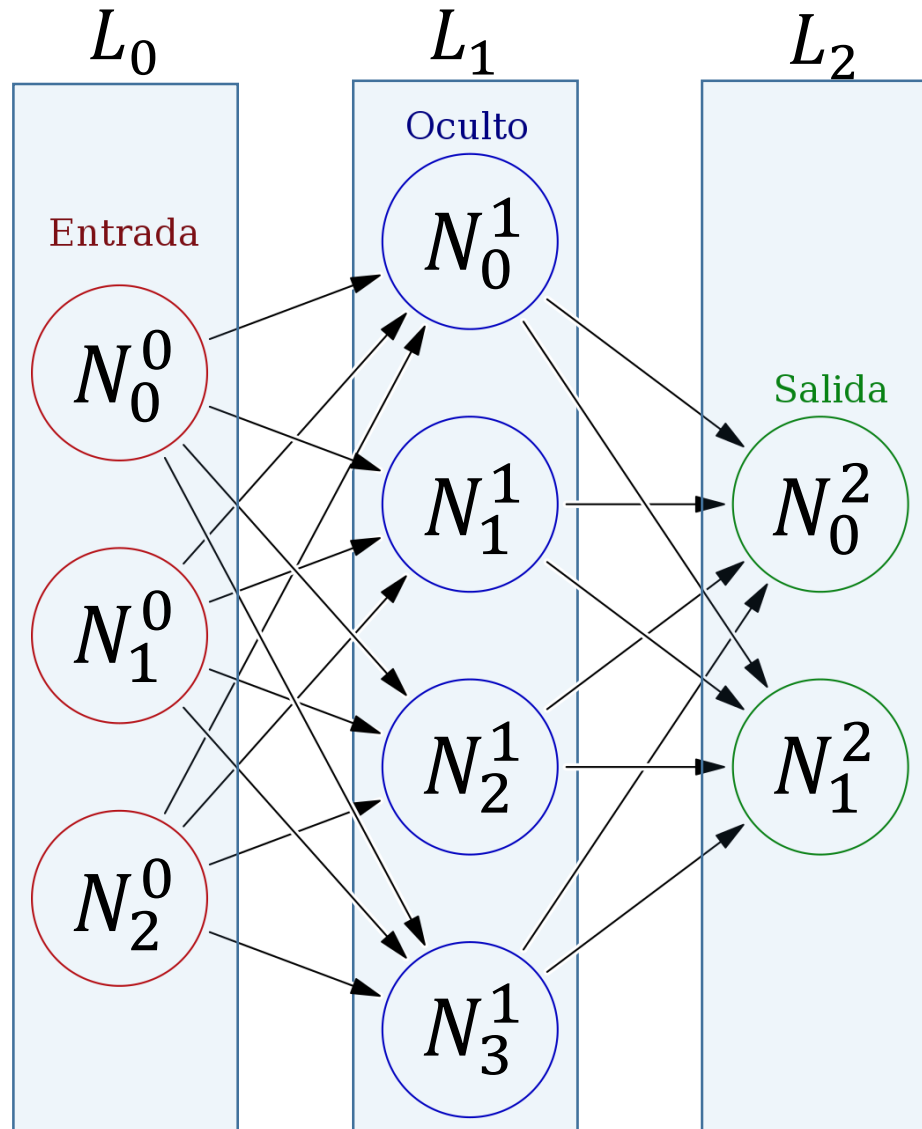 L₀ L₁ L₂
Oculto
Entrada
Salida
N₀⁰
N₁⁰
N₂⁰
N₀¹
N₁¹
N₂¹
N₃¹
N₀²
N₁²